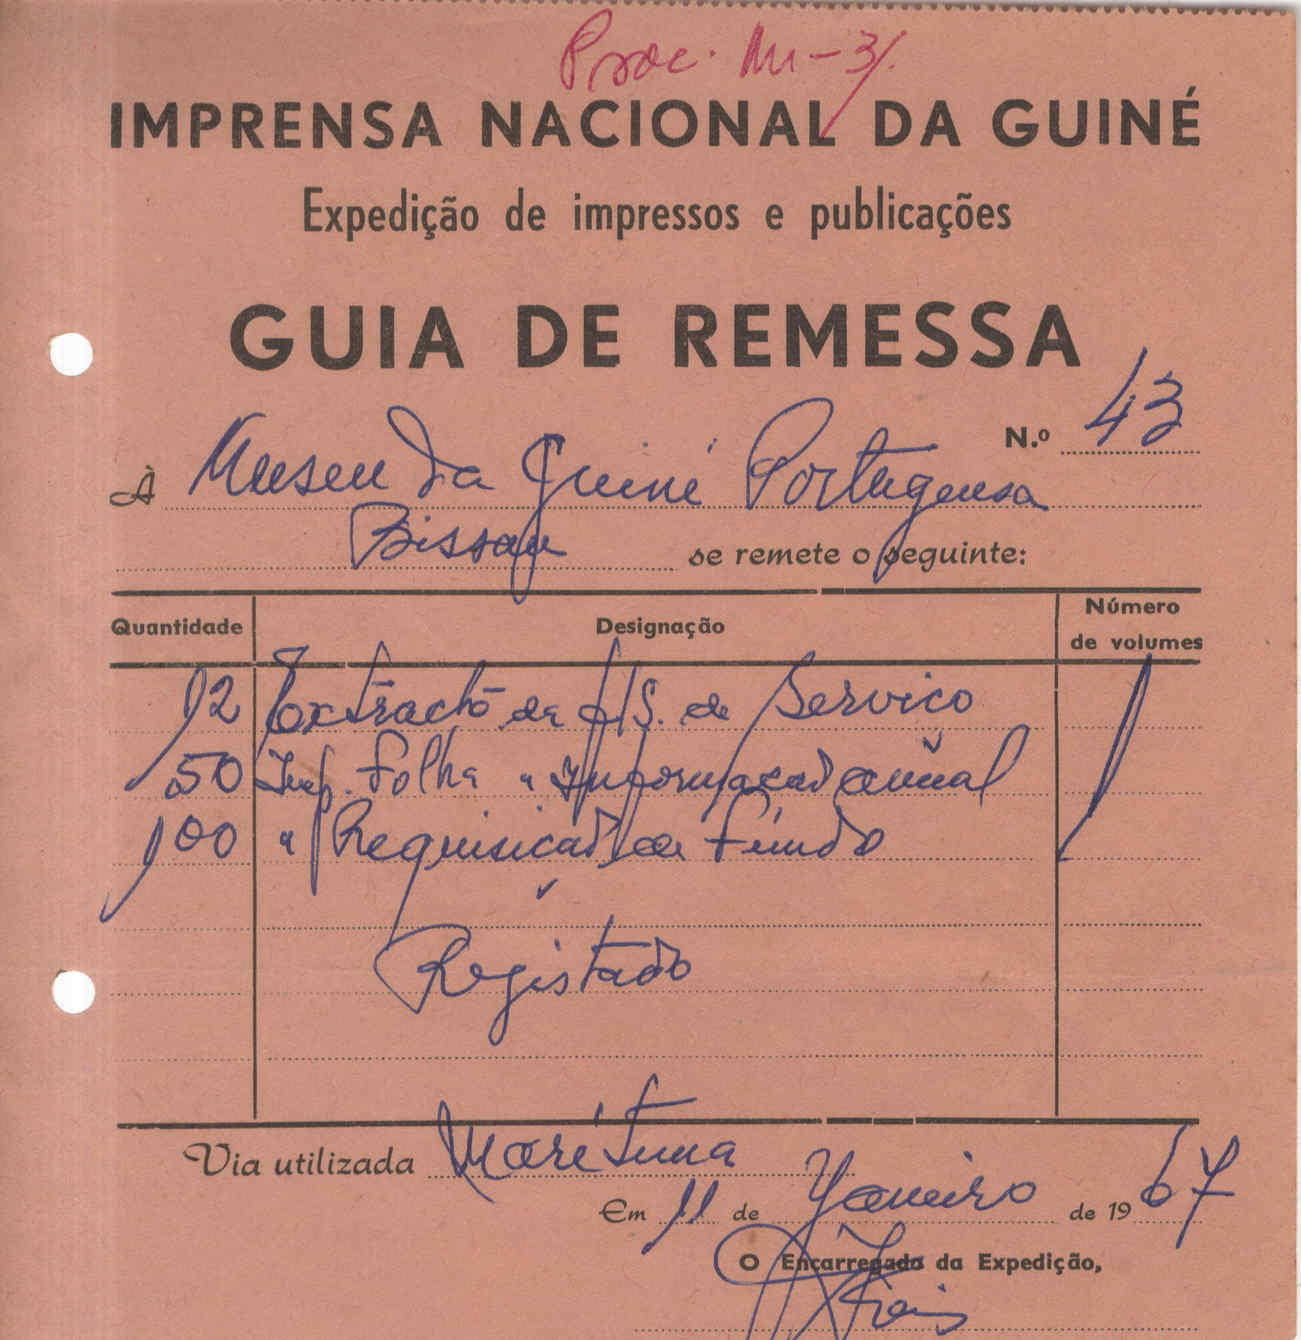 Proc. M-3/.
IMPRENSA NACIONAL DA GUINÉ
Expedição de impressos e publicações
GUIA DE REMESSA
N.º 43
À Museu da Guiné Portuguesa
Bissau se remete o seguinte:
Quantidade Designação Número de volumes
12 Extracto de fls. de Serviço 1
50 Imp. Folha " Informação anual
100 " Requisição de Fundo
Registado
Via utilizada Marítima
Em 11 de Janeiro de 1967
O Encarregado da Expedição,